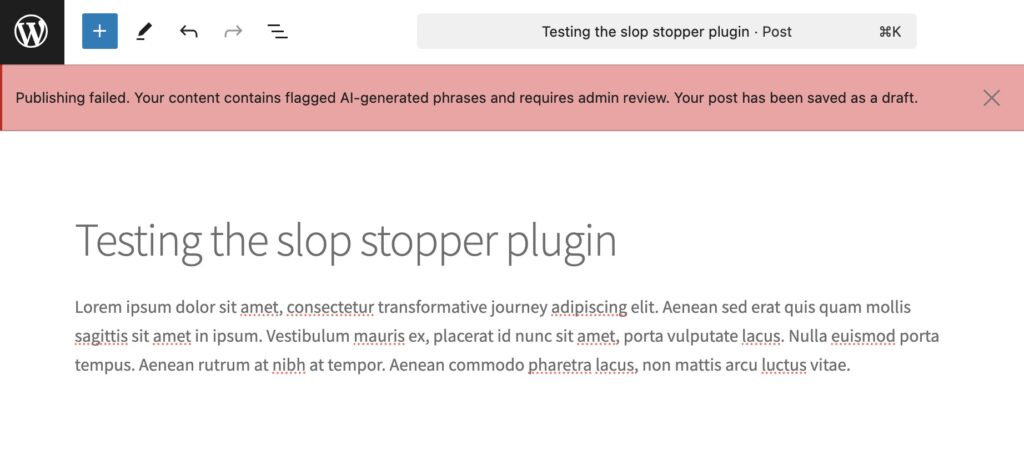 Testing the slop stopper plugin · Post ⌘K
Publishing failed. Your content contains flagged AI-generated phrases and requires admin review. Your post has been saved as a draft.
Testing the slop stopper plugin
Lorem ipsum dolor sit amet, consectetur transformative journey adipiscing elit. Aenean sed erat quis quam mollis
sagittis sit amet in ipsum. Vestibulum mauris ex, placerat id nunc sit amet, porta vulputate lacus. Nulla euismod porta
tempus. Aenean rutrum at nibh at tempor. Aenean commodo pharetra lacus, non mattis arcu luctus vitae.